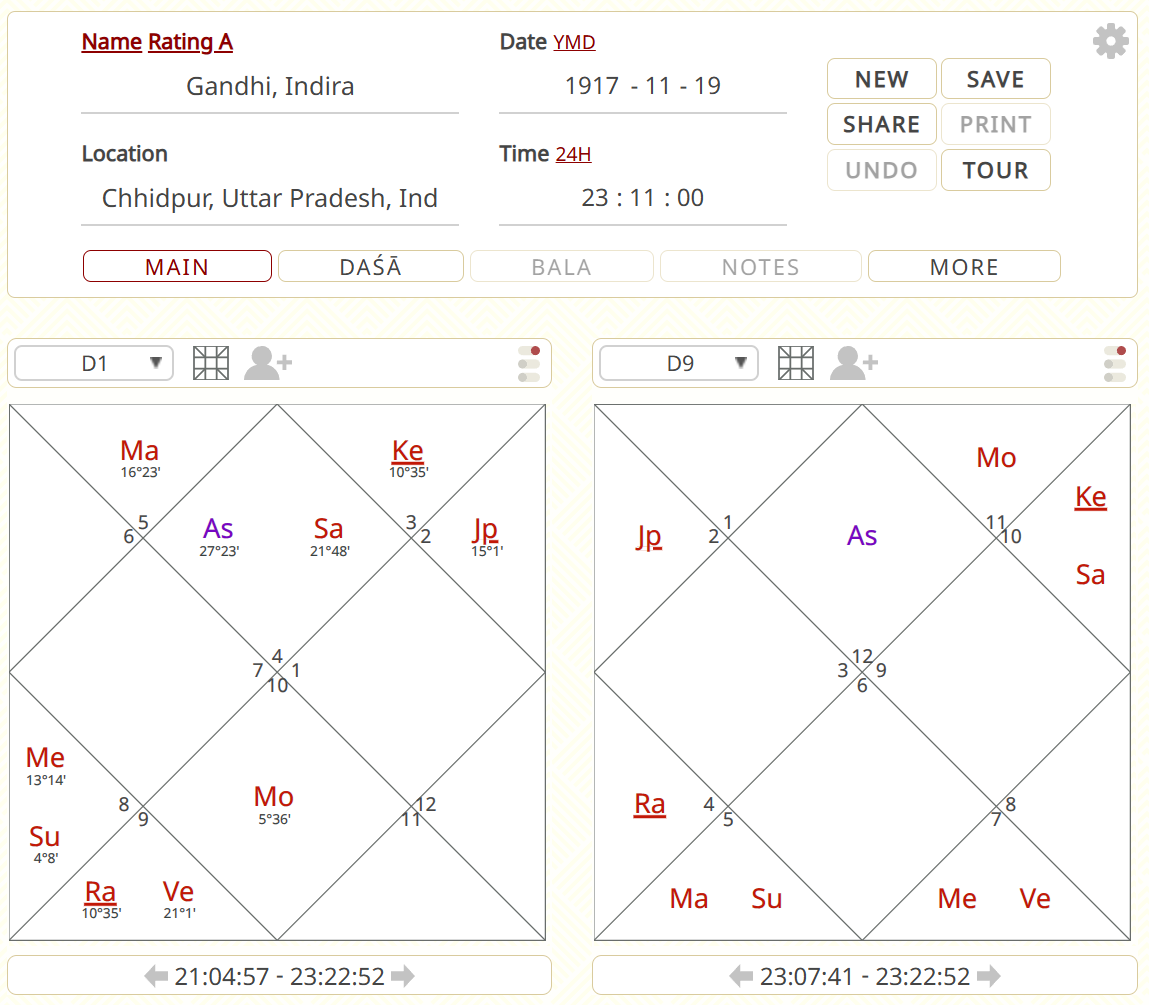 Name Rating A
Date YMD
Gandhi, Indira
1917 - 11 - 19
NEW
SAVE
SHARE
PRINT
UNDO
TOUR
Location
Time 24H
Chhidpur, Uttar Pradesh, Ind
23 : 11 : 00
MAIN
DAŚĀ
BALA
NOTES
MORE
D1
Ma
16°23'
Ke
10°35'
5
6
As
27°23'
Sa
21°48'
3
2
Jp
15°1'
4
7
1
10
Me
13°14'
Mo
5°36'
8
9
12
11
Su
4°8'
Ra
10°35'
Ve
21°1'
21:04:57 - 23:22:52
D9
Mo
Ke
1
2
11
10
Jp
As
Sa
12
3
9
6
Ra
4
5
8
7
Ma
Su
Me
Ve
23:07:41 - 23:22:52